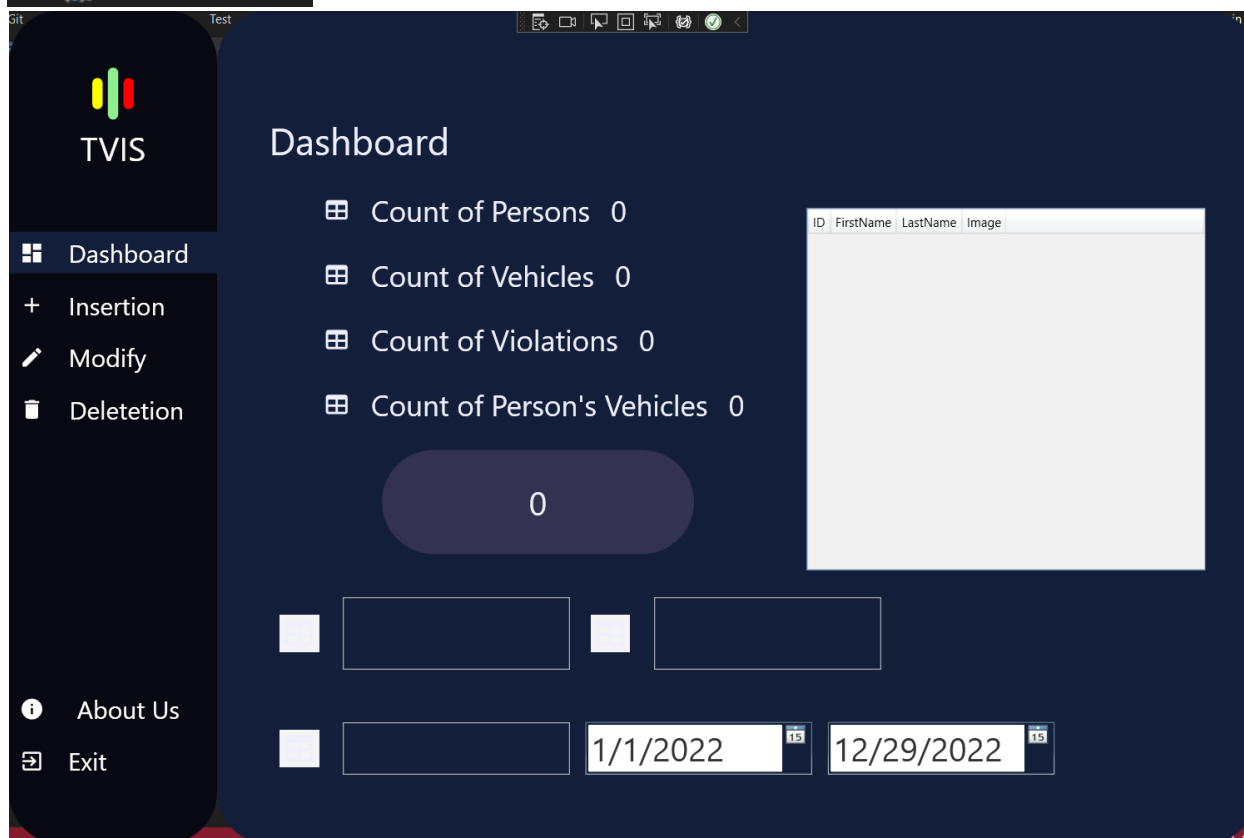 Git Test
in
TVIS
Dashboard
Insertion
Modify
Deletetion
About Us
Exit
Dashboard
Count of Persons 0
Count of Vehicles 0
Count of Violations 0
Count of Person's Vehicles 0
0
ID FirstName LastName Image
1/1/2022 15
12/29/2022 15